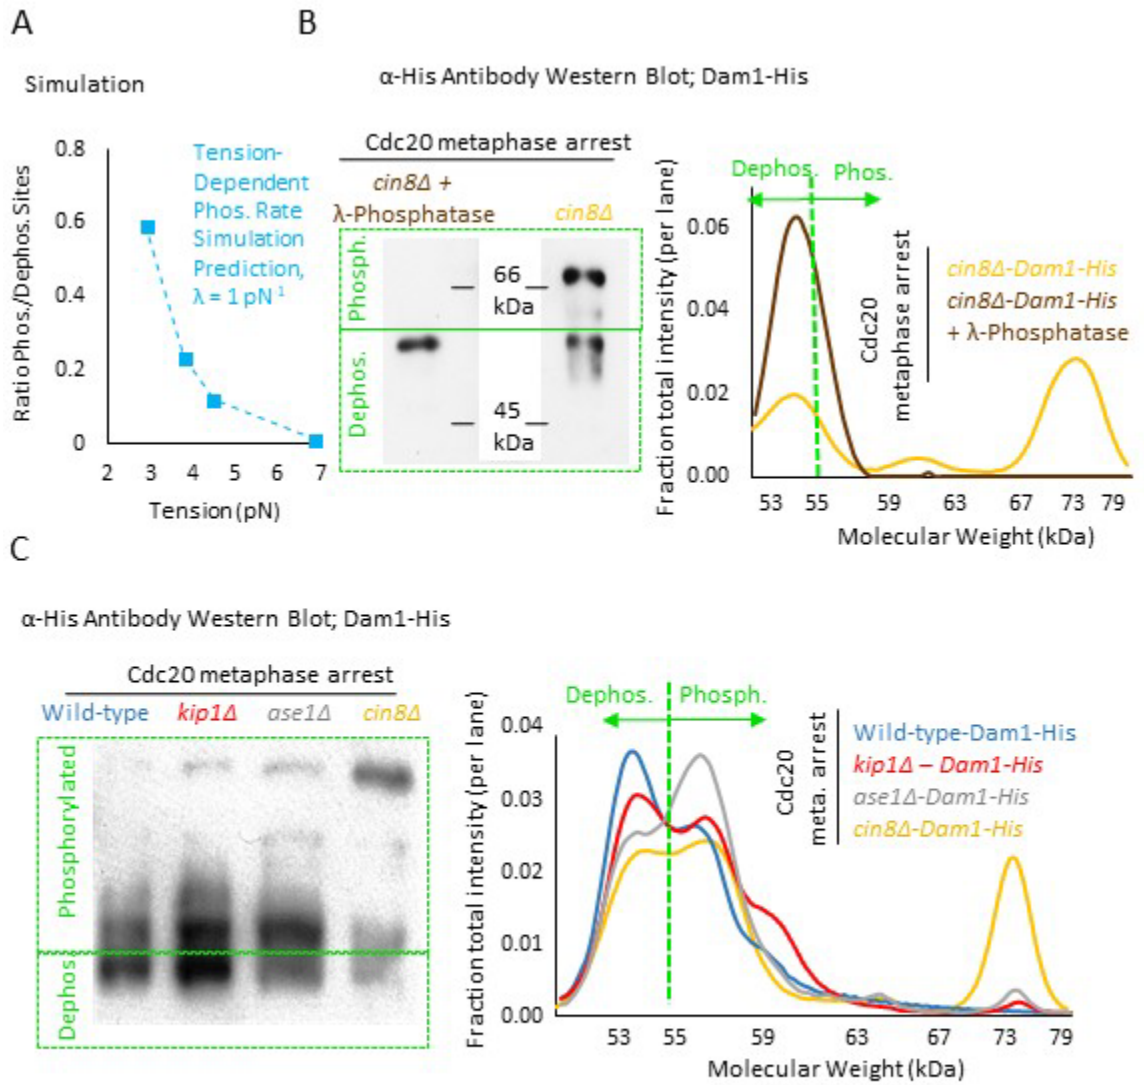 A
Simulation
Ratio Phos./Dephos. Sites
0.8
0.6
0.4
0.2
0
Tension-
Dependent
Phos. Rate
Simulation
Prediction,
λ = 1 pN⁻¹
2 3 4 5 6 7
Tension (pN)
B
α-His Antibody Western Blot; Dam1-His
Cdc20 metaphase arrest
cin8Δ +
λ-Phosphatase
cin8Δ
Phosph.
Dephos.
66
kDa
45
kDa
Fraction total intensity (per lane)
0.06
0.04
0.02
0.00
Dephos. Phos.
Cdc20
metaphase arrest
cin8Δ-Dam1-His
cin8Δ-Dam1-His
+ λ-Phosphatase
53 55 59 63 67 73 79
Molecular Weight (kDa)
C
α-His Antibody Western Blot; Dam1-His
Cdc20 metaphase arrest
Wild-type kip1Δ ase1Δ cin8Δ
Phosphorylated
Dephos.
Fraction total intensity (per lane)
0.04
0.03
0.02
0.01
0.00
Dephos. Phosph.
Cdc20
meta. arrest
Wild-type-Dam1-His
kip1Δ – Dam1-His
ase1Δ-Dam1-His
cin8Δ-Dam1-His
53 55 59 63 67 73 79
Molecular Weight (kDa)